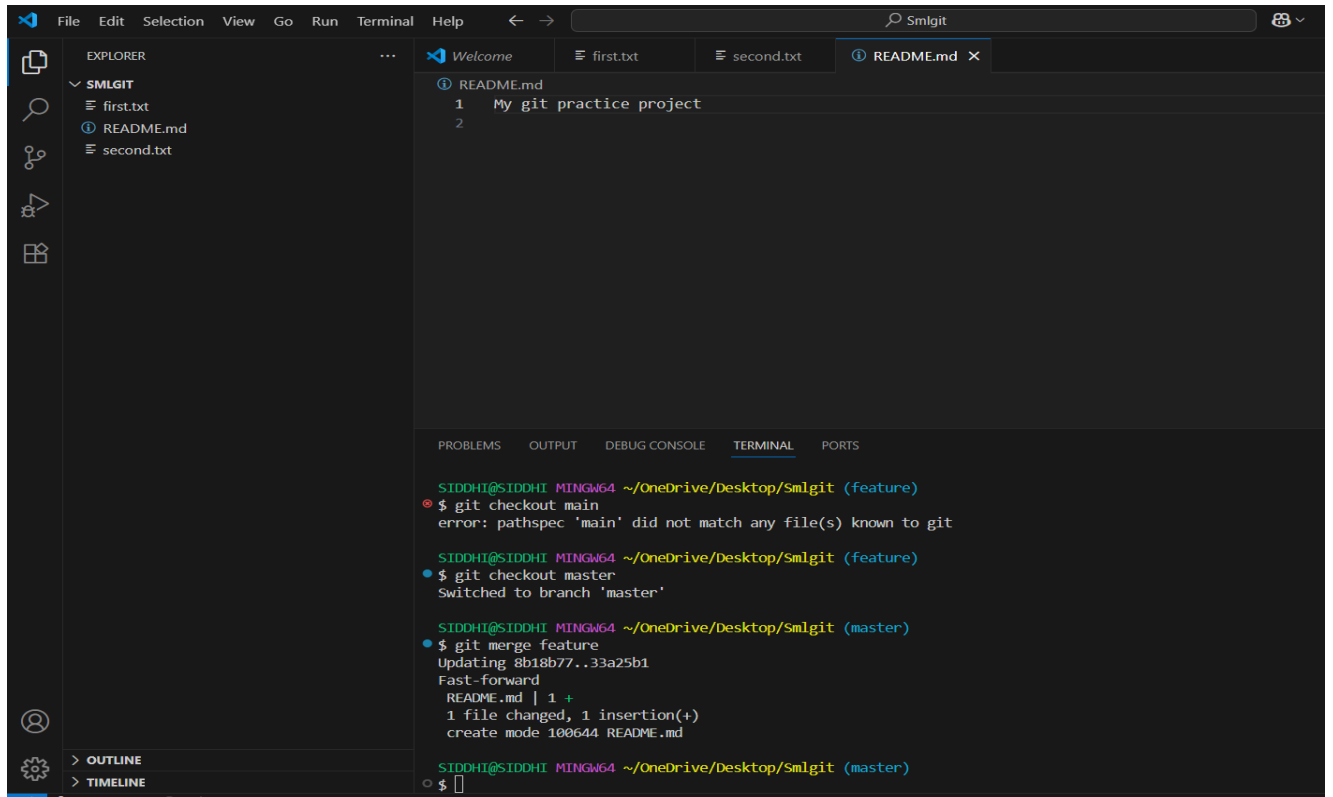 File Edit Selection View Go Run Terminal Help Smlgit
EXPLORER
SMLGIT
first.txt
README.md
second.txt
OUTLINE
TIMELINE
Welcome first.txt second.txt README.md
README.md
1 My git practice project
2
PROBLEMS OUTPUT DEBUG CONSOLE TERMINAL PORTS
SIDDHI@SIDDHI MINGW64 ~/OneDrive/Desktop/Smlgit (feature)
$ git checkout main
error: pathspec 'main' did not match any file(s) known to git
SIDDHI@SIDDHI MINGW64 ~/OneDrive/Desktop/Smlgit (feature)
$ git checkout master
Switched to branch 'master'
SIDDHI@SIDDHI MINGW64 ~/OneDrive/Desktop/Smlgit (master)
$ git merge feature
Updating 8b18b77..33a25b1
Fast-forward
README.md | 1 +
1 file changed, 1 insertion(+)
create mode 100644 README.md
SIDDHI@SIDDHI MINGW64 ~/OneDrive/Desktop/Smlgit (master)
$